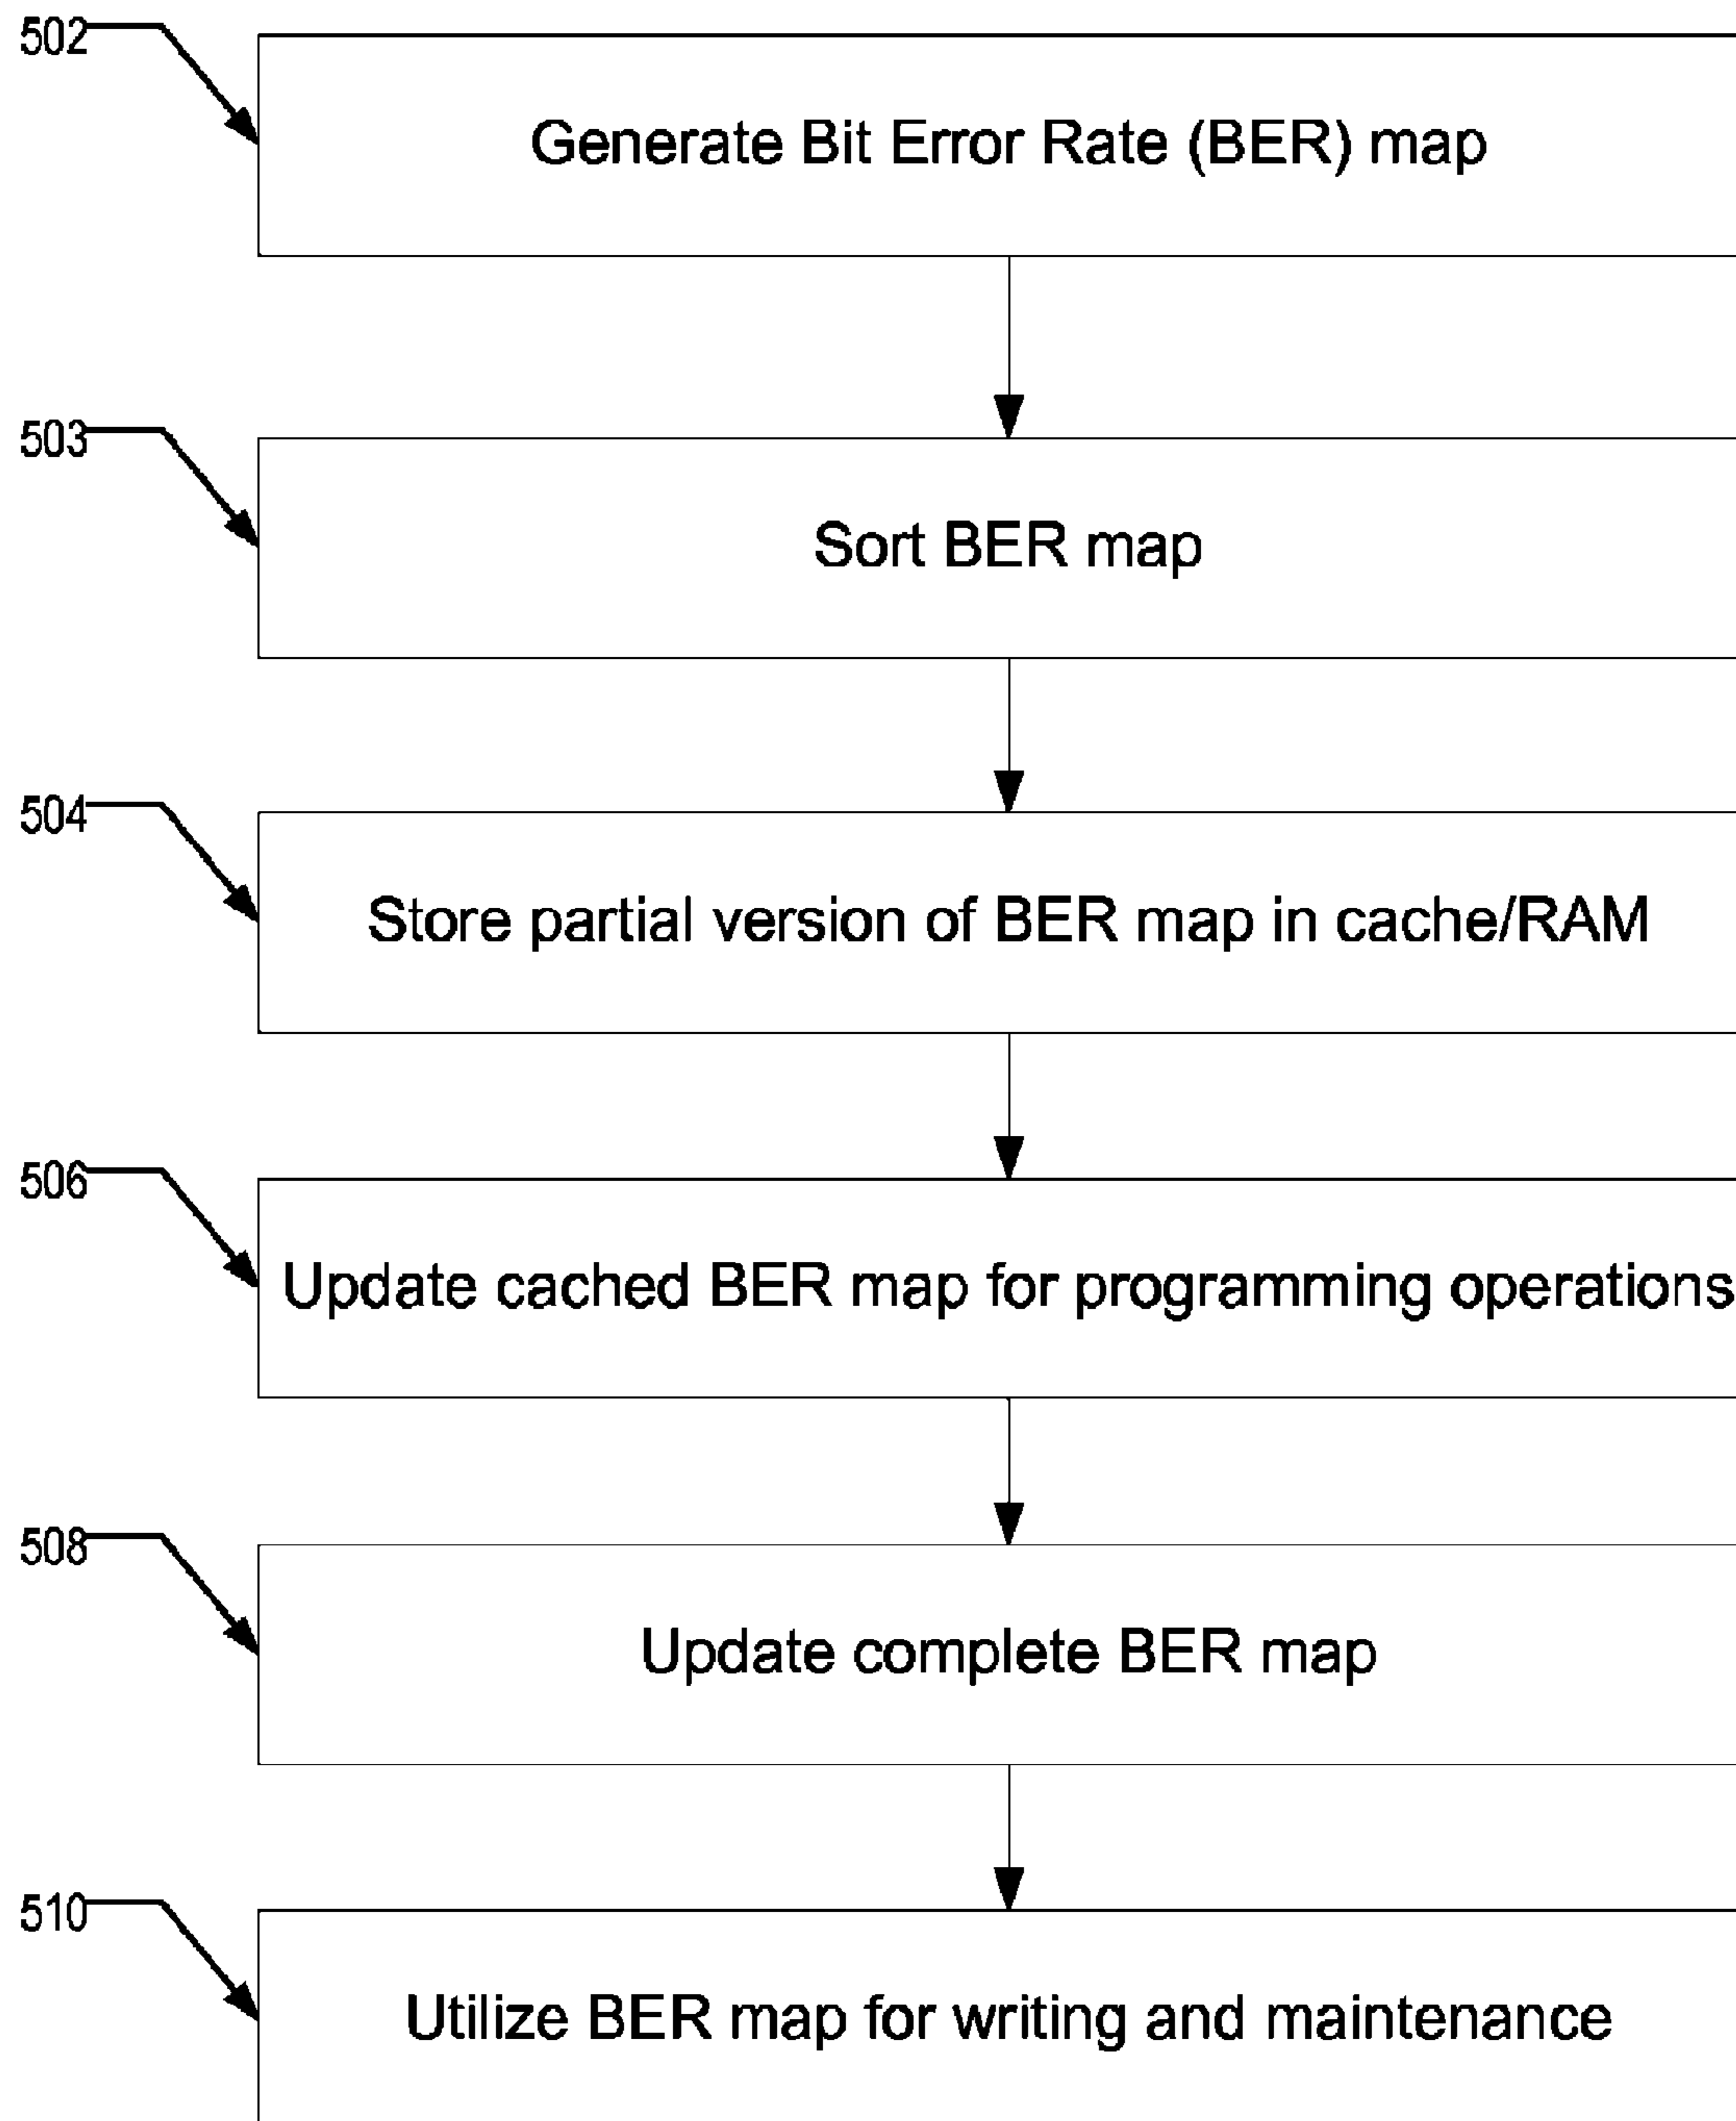 502
Generate Bit Error Rate (BER) map
503
Sort BER map
504
Store partial version of BER map in cache/RAM
506
Update cached BER map for programming operations
508
Update complete BER map
510
Utilize BER map for writing and maintenance